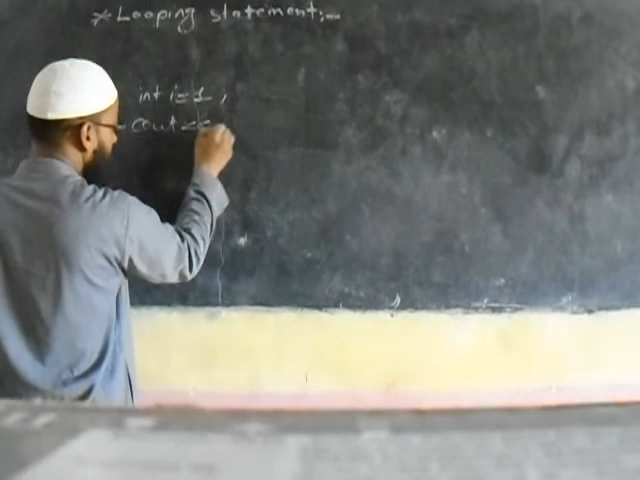 *Looping statement:-
int i=1;
cout<<